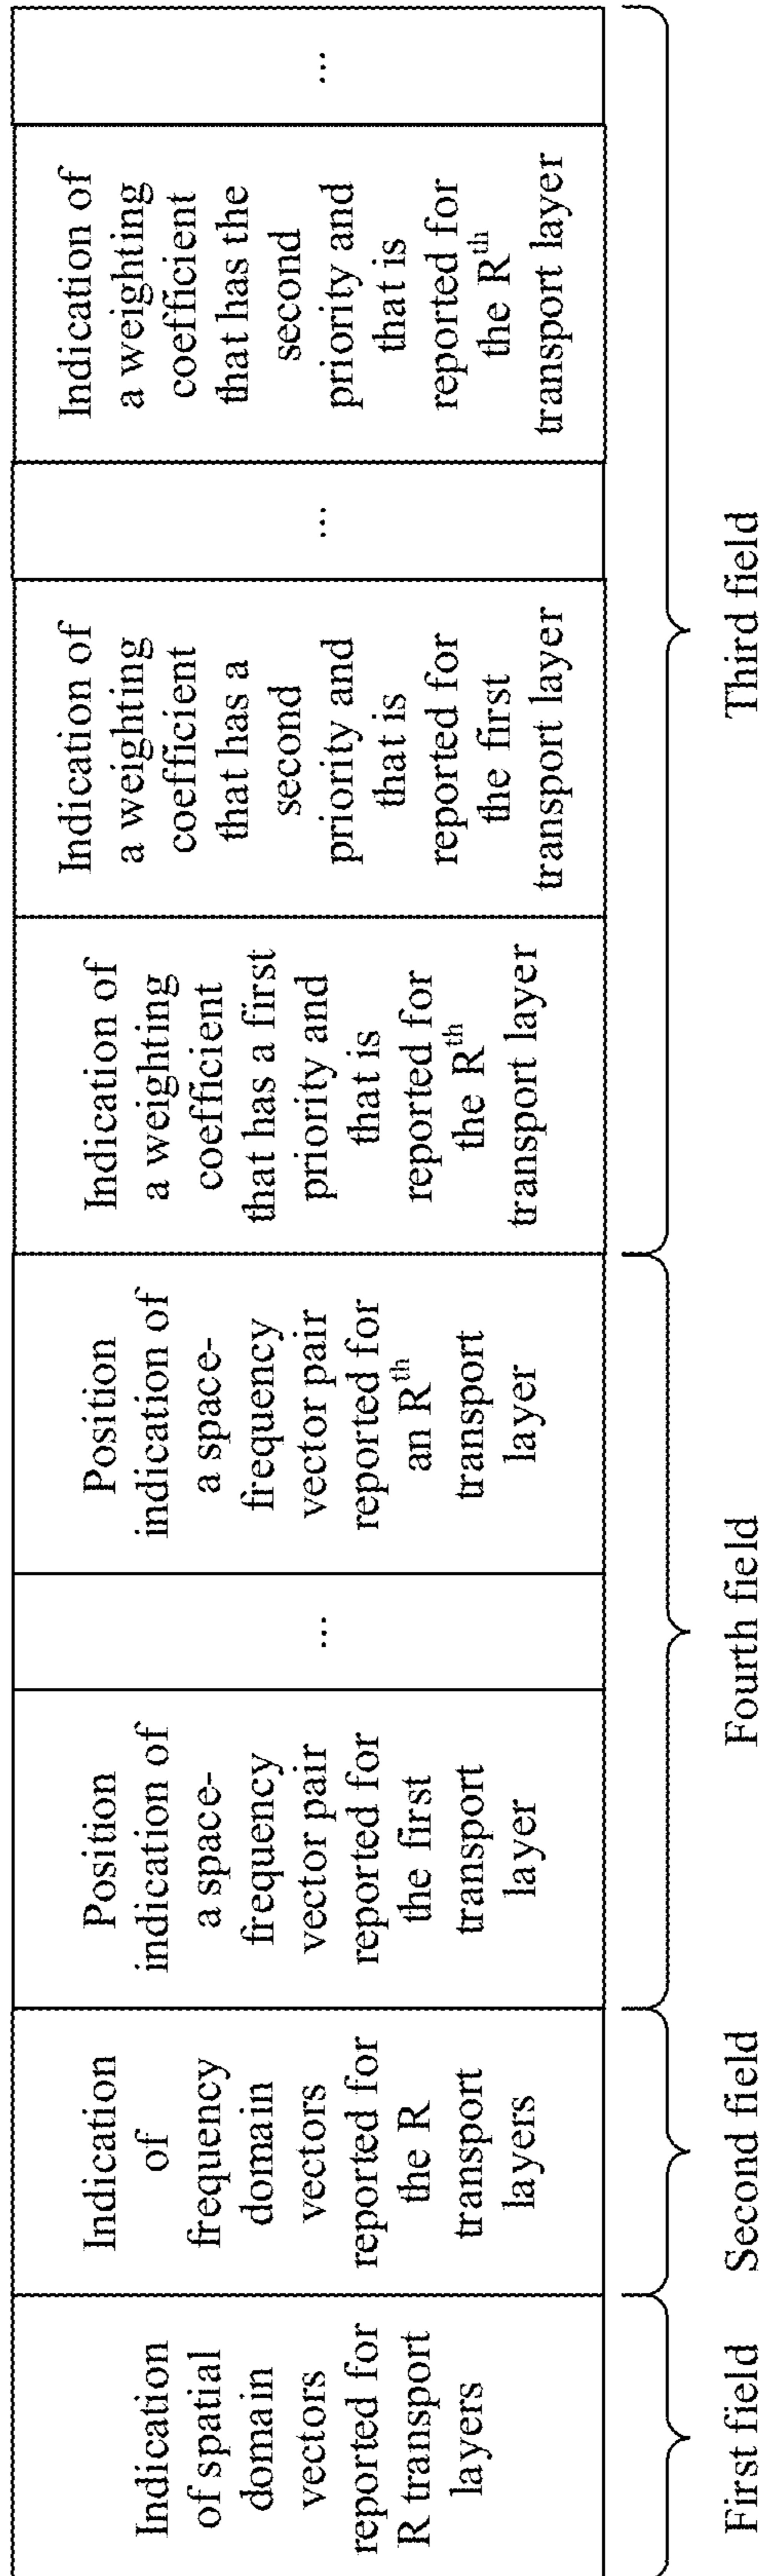 Indication
of spatial
domain
vectors
reported for
R transport
layers
Indication
of
frequency
domain
vectors
reported for
the R
transport
layers
Position
indication of
a space-
frequency
vector pair
reported for
the first
transport
layer
...
Position
indication of
a space-
frequency
vector pair
reported for
an Rth
transport
layer
Indication of
a weighting
coefficient
that has a first
priority and
that is
reported for
the Rth
transport layer
Indication of
a weighting
coefficient
that has a
second
priority and
that is
reported for
the first
transport layer
...
Indication of
a weighting
coefficient
that has the
second
priority and
that is
reported for
the Rth
transport layer
...
First field
Second field
Fourth field
Third field